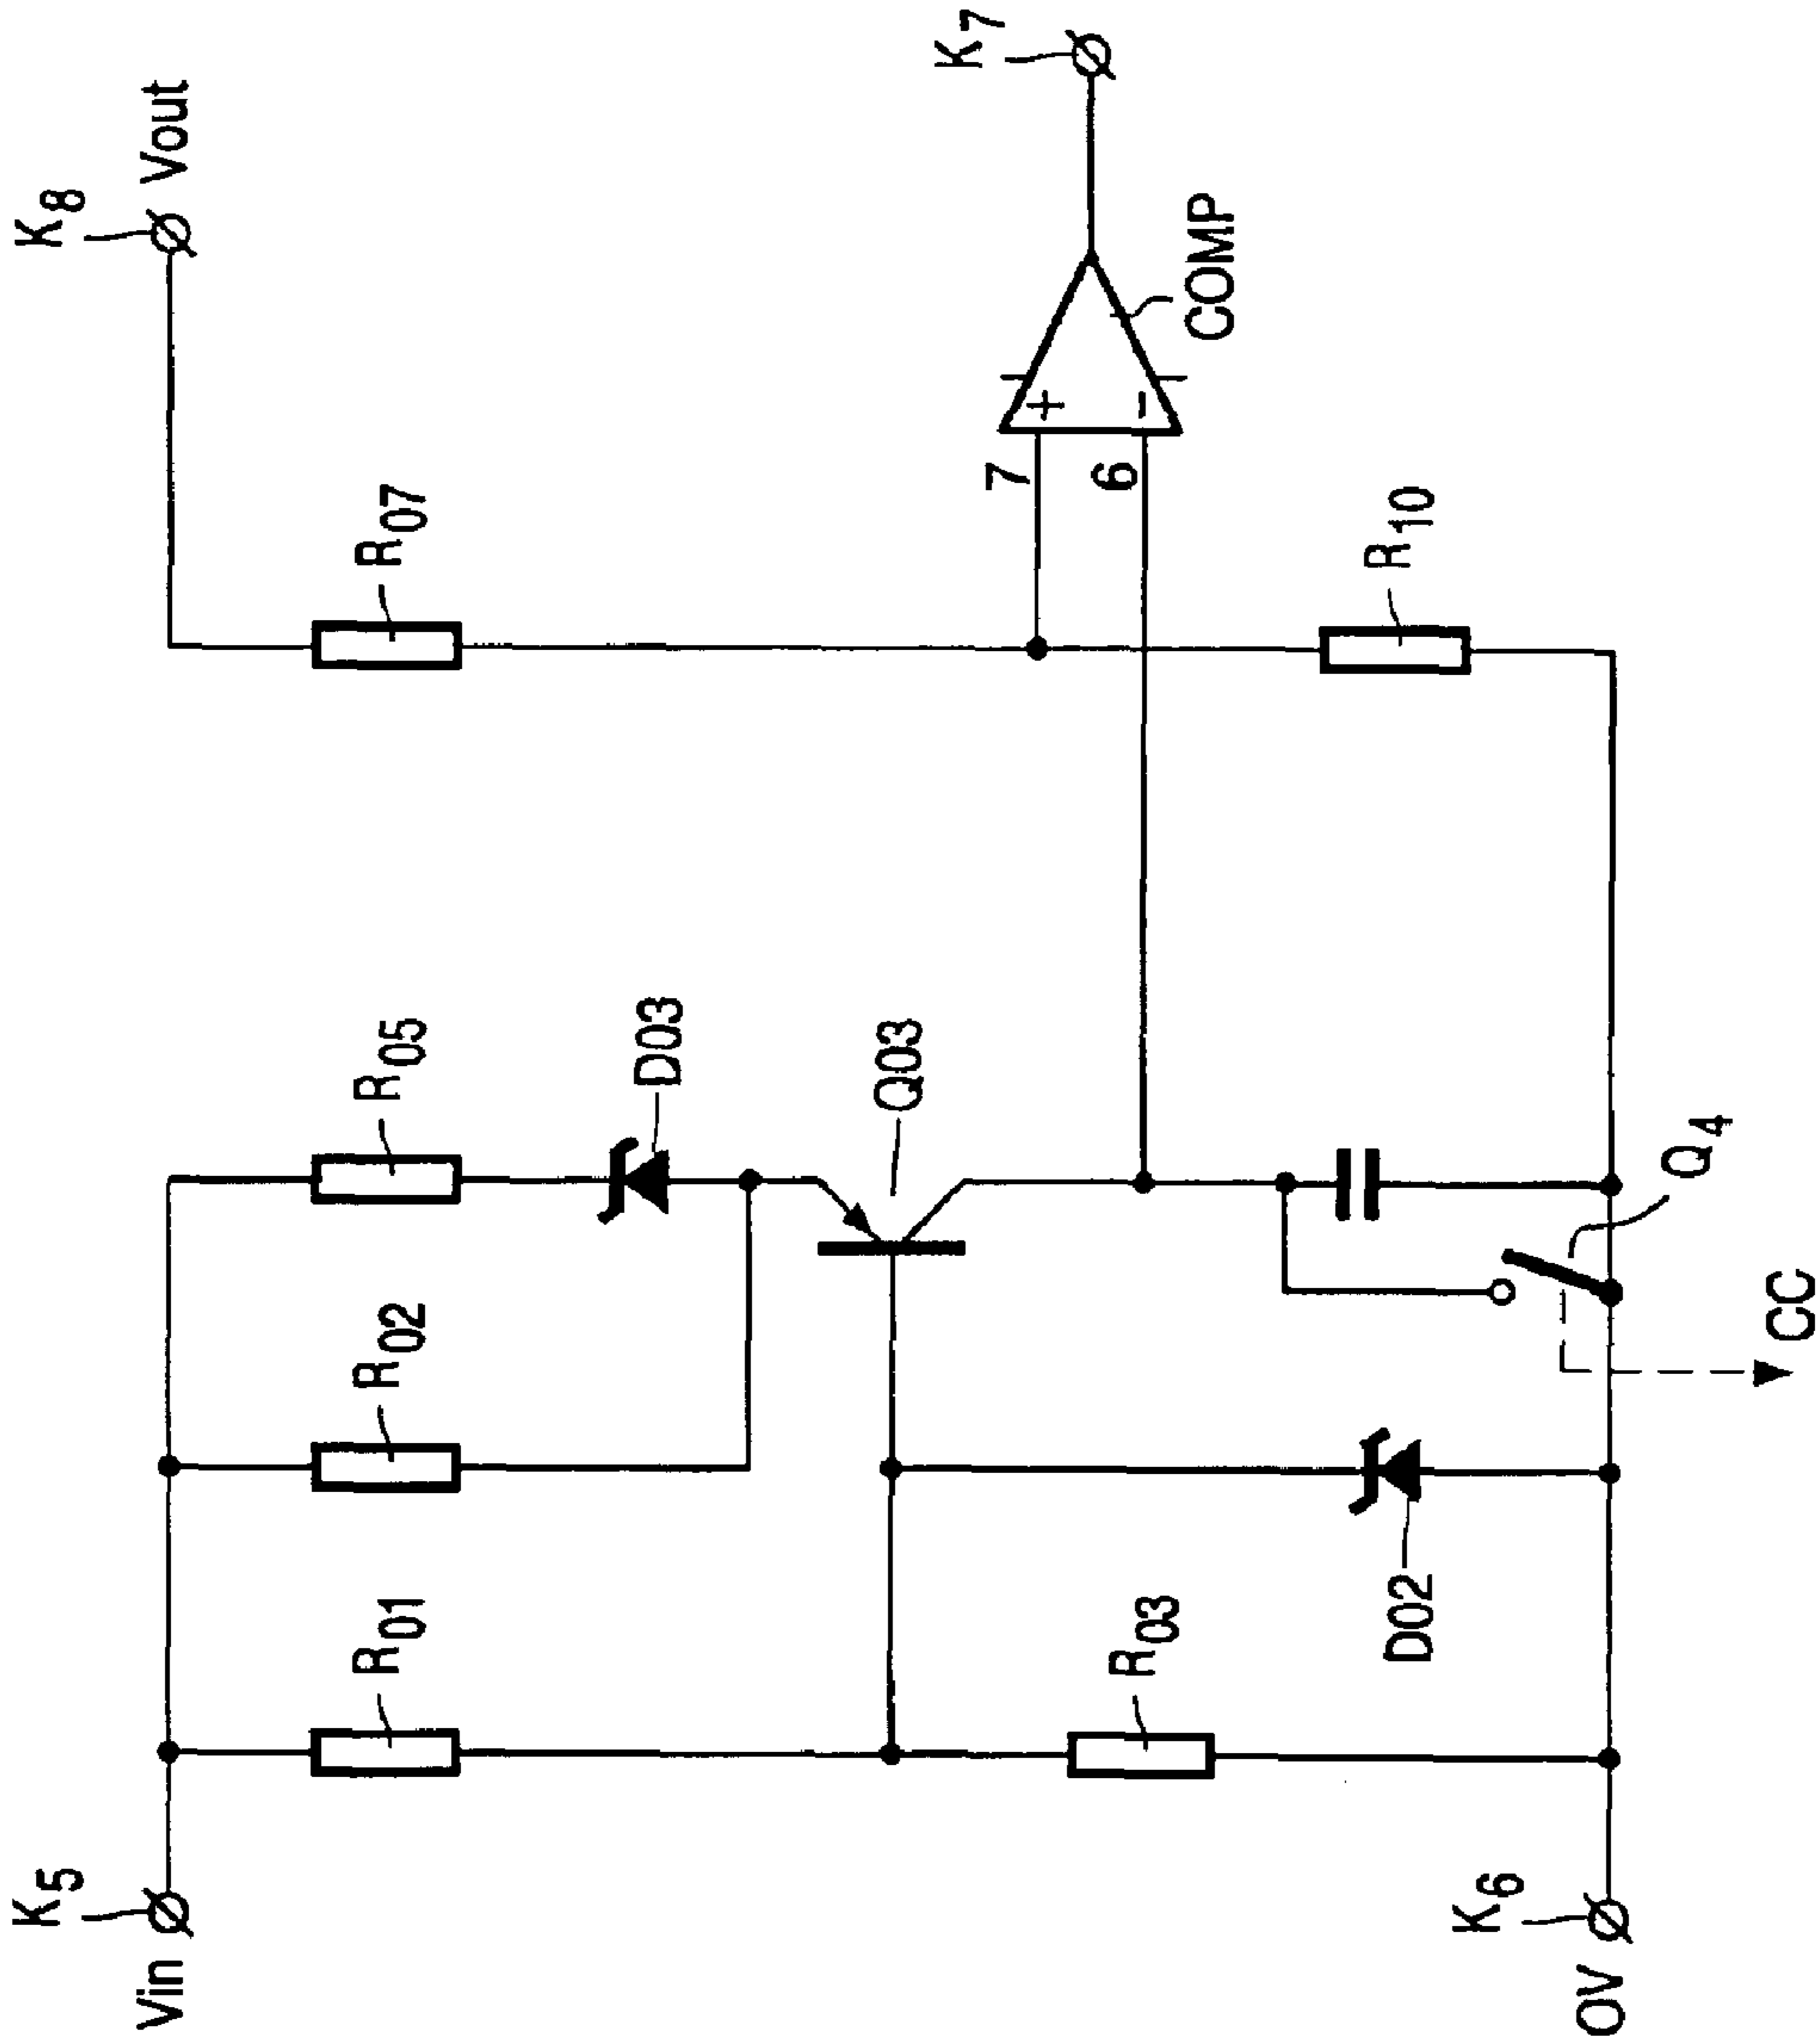 K5
Vin
R01
R02
R05
D03
R07
K8
Vout
Q03
7
+
6
-
COMP
K7
R03
D02
R10
Q4
K6
0V
CC